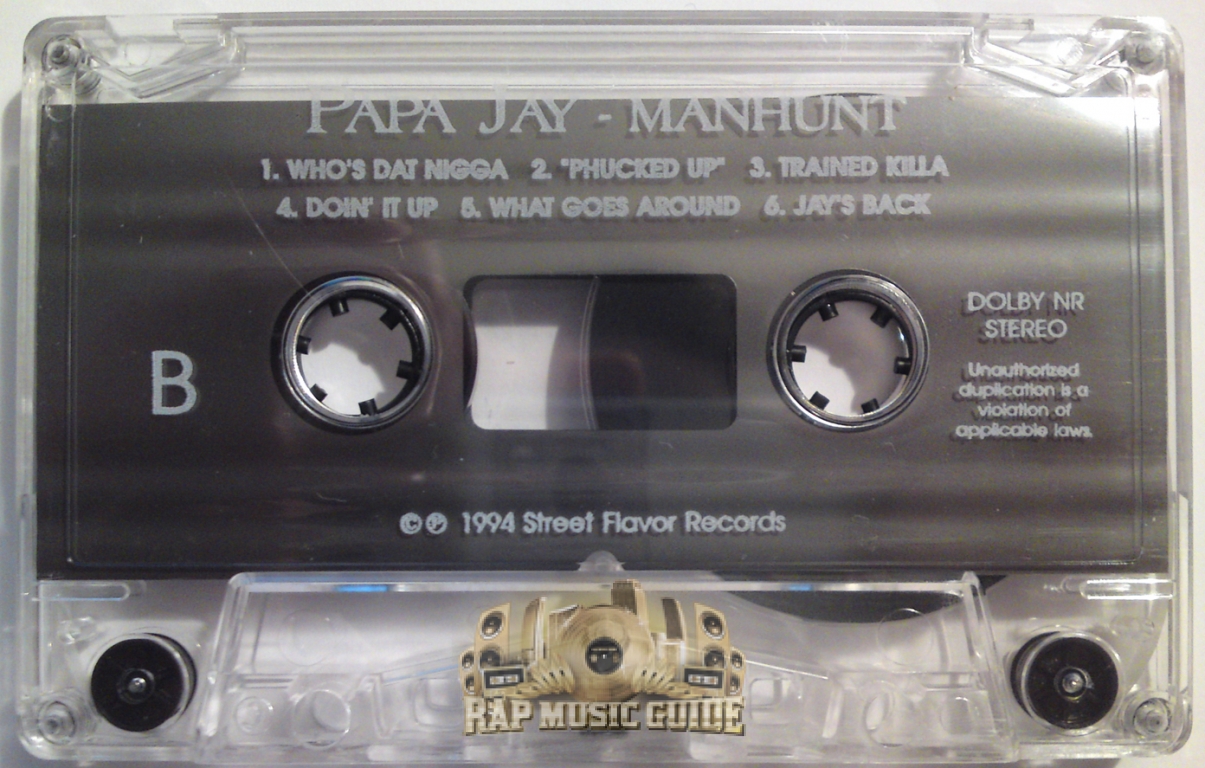 PAPA JAY - MANHUNT
1. WHO'S DAT NIGGA 2. "PHUCKED UP" 3. TRAINED KILLA
4. DOIN' IT UP 5. WHAT GOES AROUND 6. JAY'S BACK
B
DOLBY NR
STEREO
Unauthorized
duplication is a
violation of
applicable laws.
©℗ 1994 Street Flavor Records
RAP MUSIC GUIDE